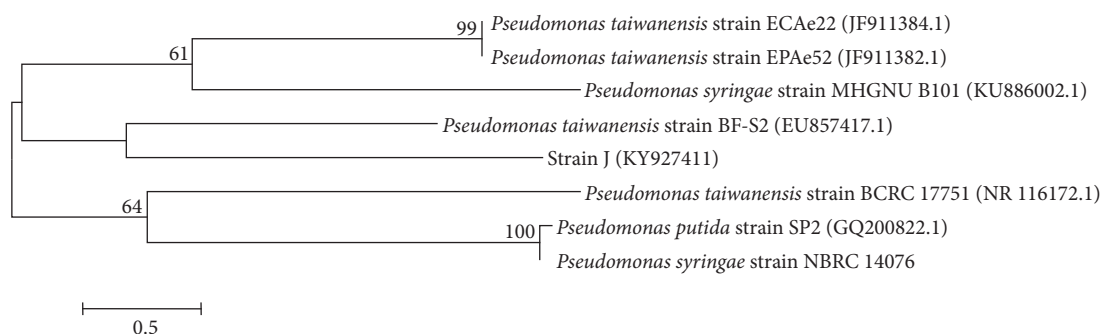 99
Pseudomonas taiwanensis strain ECAe22 (JF911384.1)
61
Pseudomonas taiwanensis strain EPAe52 (JF911382.1)
Pseudomonas syringae strain MHGNU B101 (KU886002.1)
Pseudomonas taiwanensis strain BF-S2 (EU857417.1)
Strain J (KY927411)
Pseudomonas taiwanensis strain BCRC 17751 (NR 116172.1)
64
Pseudomonas putida strain SP2 (GQ200822.1)
100
Pseudomonas syringae strain NBRC 14076
0.5